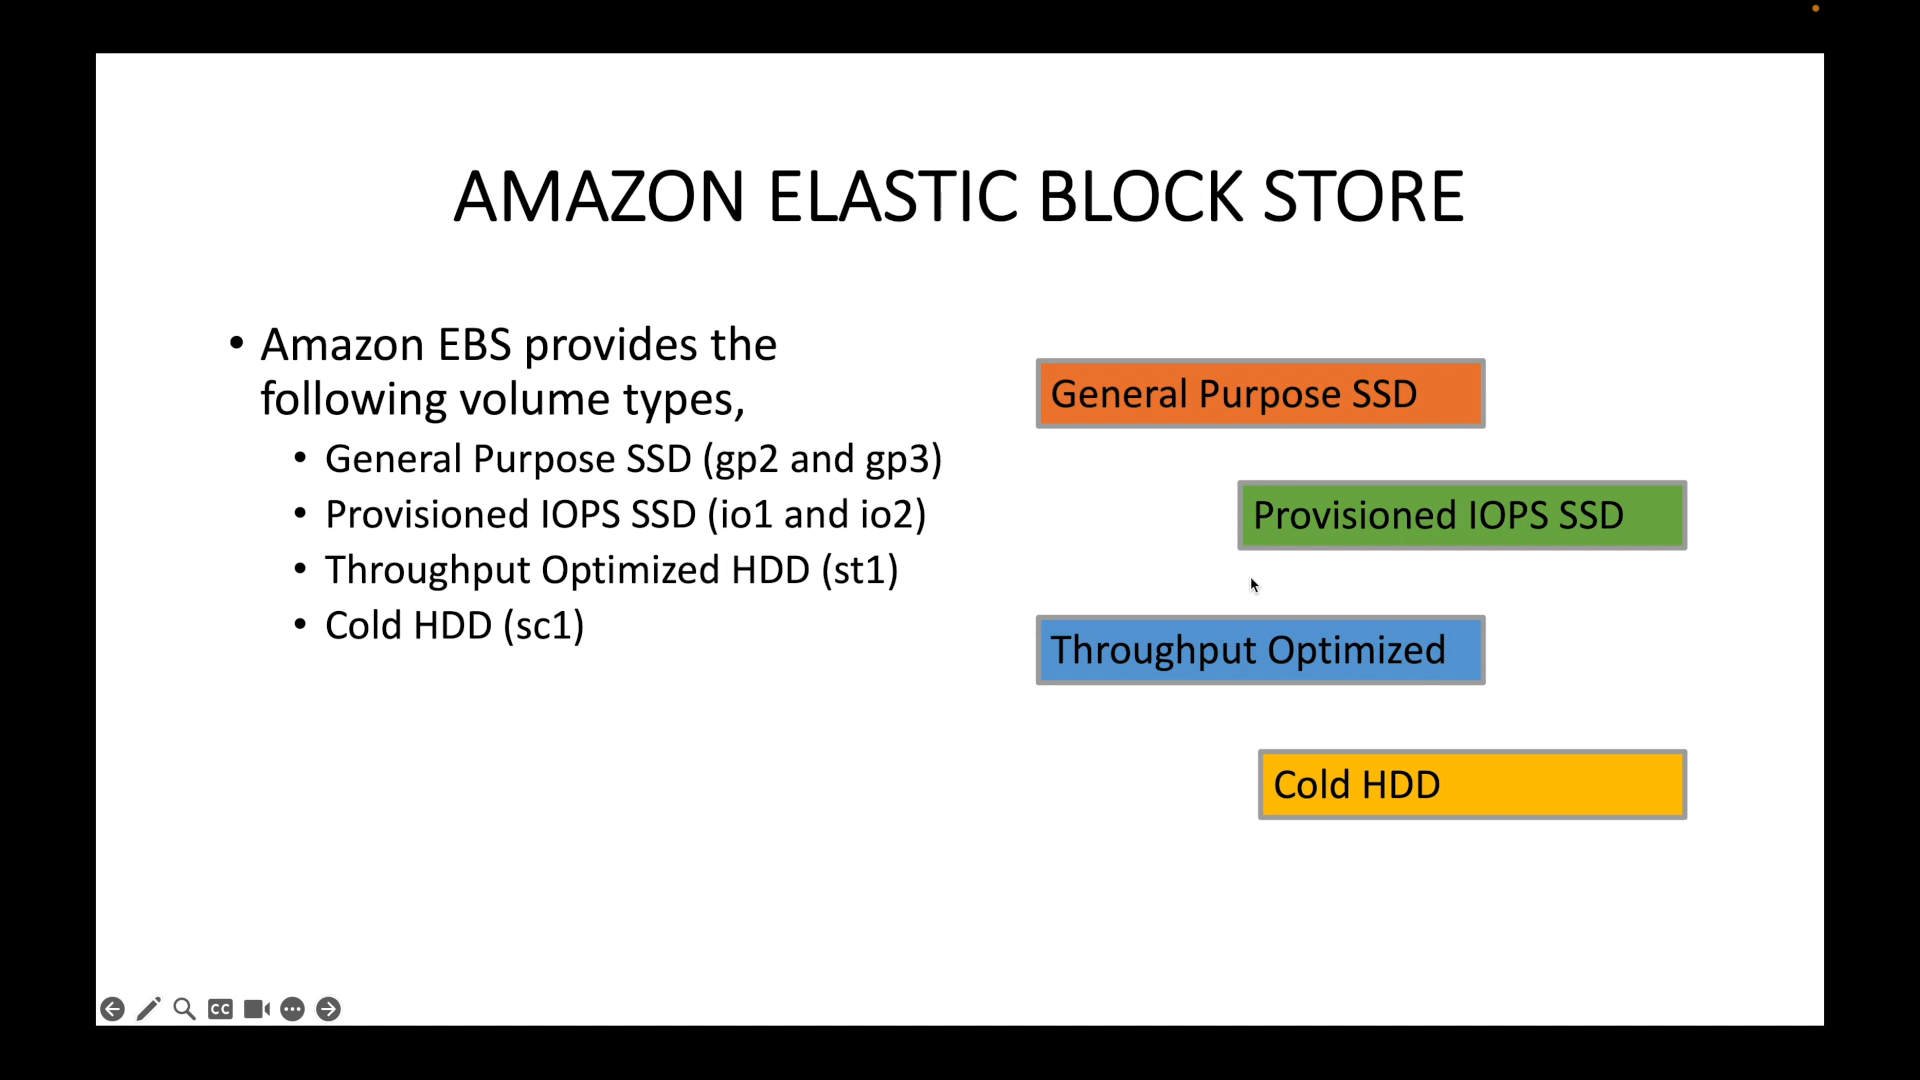 AMAZON ELASTIC BLOCK STORE
• Amazon EBS provides the
following volume types,
• General Purpose SSD (gp2 and gp3)
• Provisioned IOPS SSD (io1 and io2)
• Throughput Optimized HDD (st1)
• Cold HDD (sc1)
General Purpose SSD
Provisioned IOPS SSD
Throughput Optimized
Cold HDD
CC